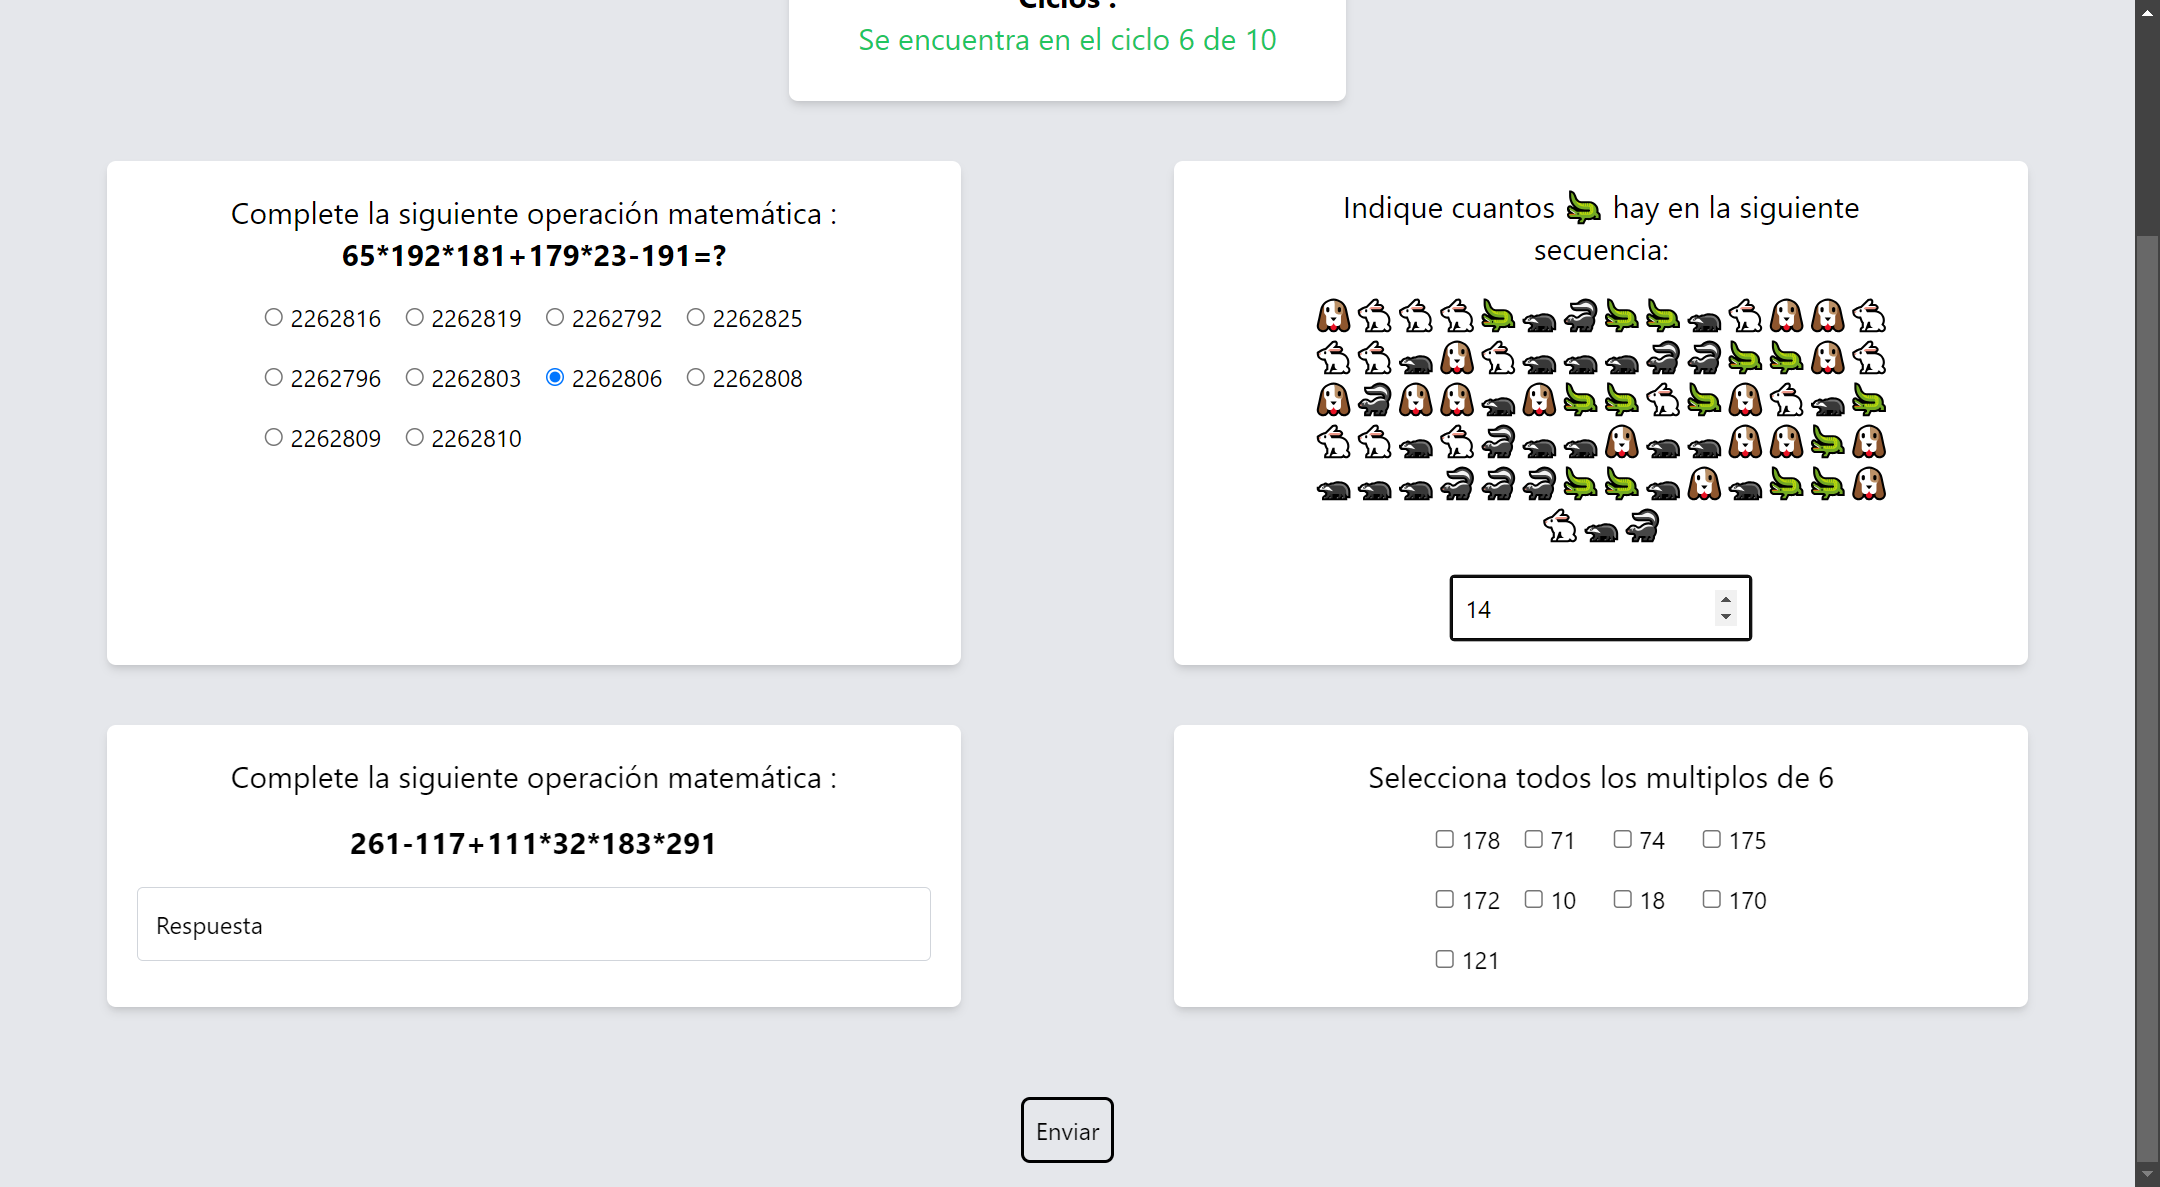 Ciclos :
Se encuentra en el ciclo 6 de 10
Complete la siguiente operación matemática :
65*192*181+179*23-191=?
2262816 2262819 2262792 2262825
2262796 2262803 2262806 2262808
2262809 2262810
Indique cuantos 🐊 hay en la siguiente
secuencia:
14
Complete la siguiente operación matemática :
261-117+111*32*183*291
Respuesta
Selecciona todos los multiplos de 6
178 71 74 175
172 10 18 170
121
Enviar